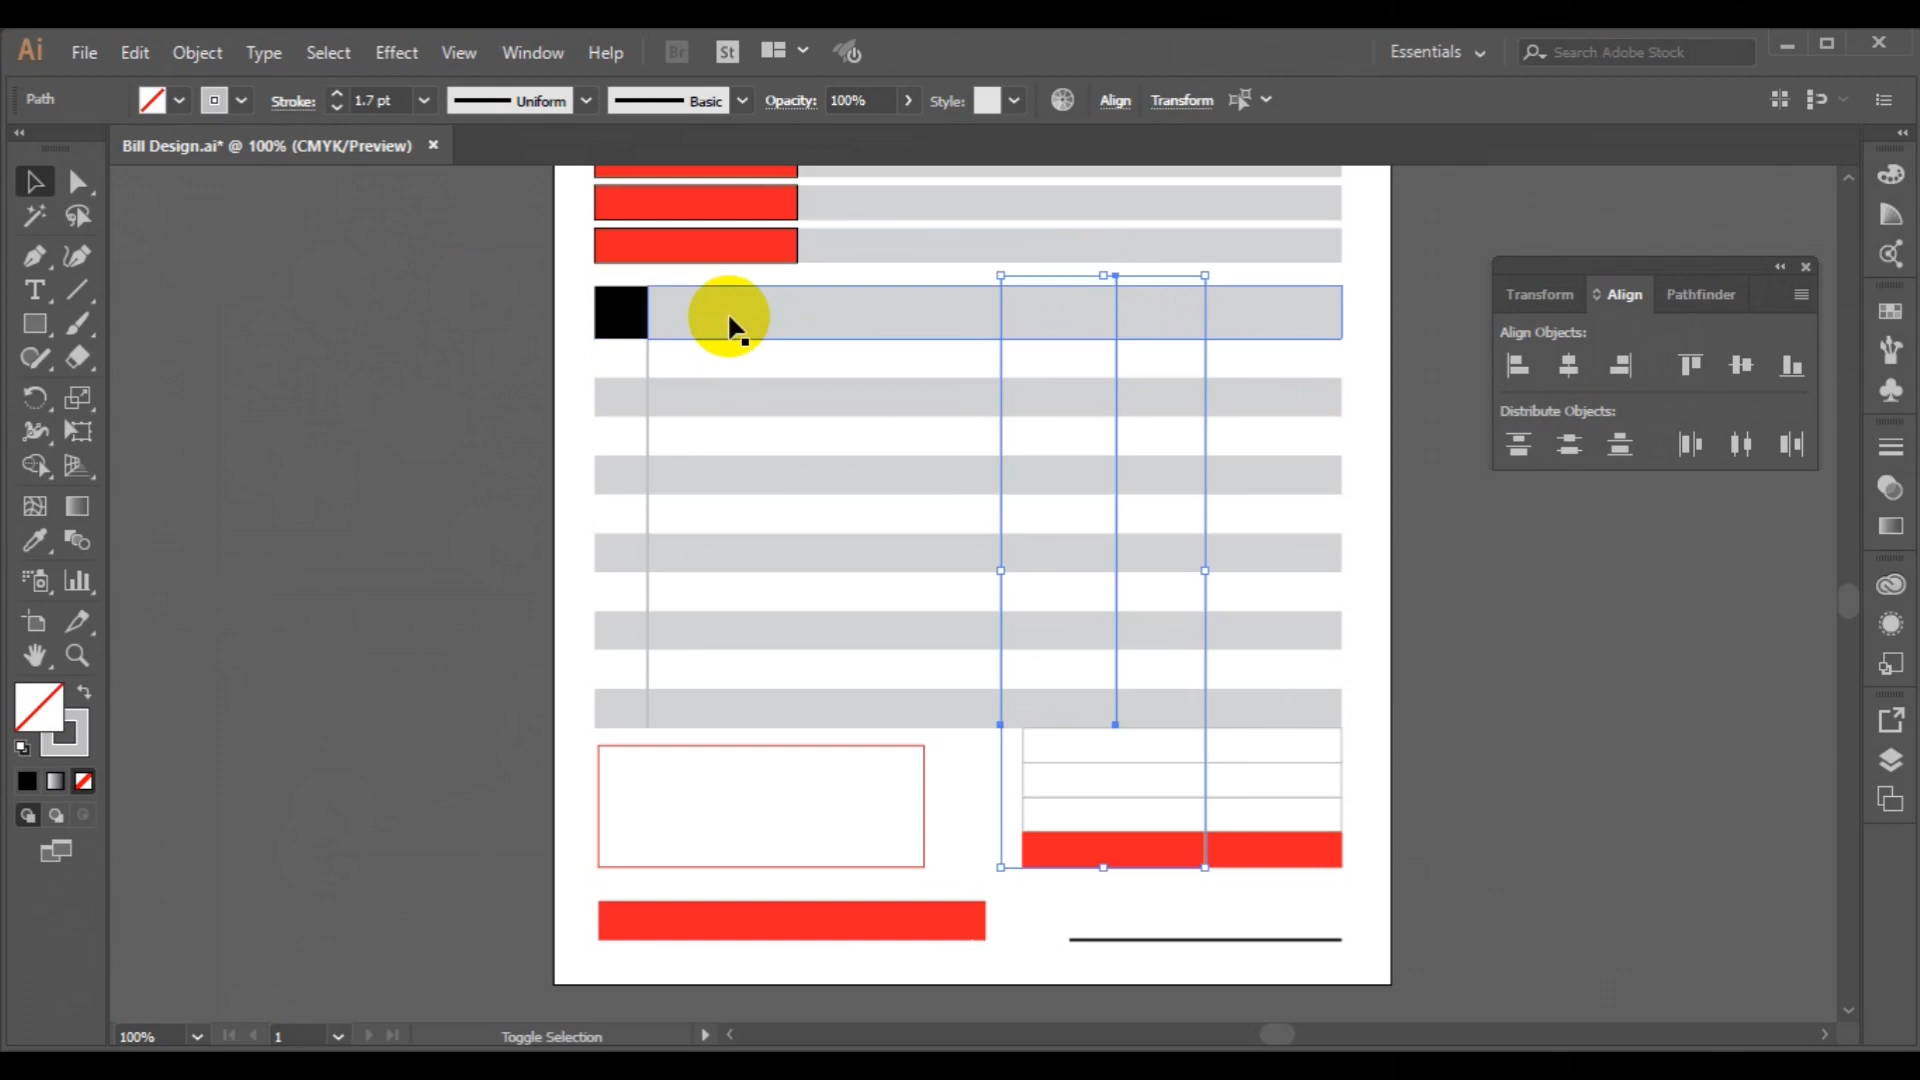 Ai File Edit Object Type Select Effect View Window Help Br St Essentials Search Adobe Stock
Path Stroke: 1.7 pt Uniform Basic Opacity: 100% Style: Align Transform
Bill Design.ai* @ 100% (CMYK/Preview)
Transform Align Pathfinder
Align Objects:
Distribute Objects:
100% 1 Toggle Selection